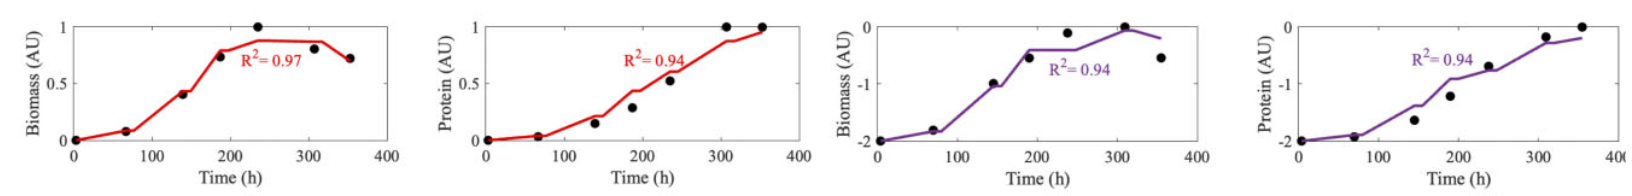 Biomass (AU)
1
0.5
0
R²= 0.97
0 100 200 300 400
Time (h)
Protein (AU)
1
0.5
0
R²= 0.94
0 100 200 300 400
Time (h)
Biomass (AU)
0
-1
-2
R²= 0.94
0 100 200 300 400
Time (h)
Protein (AU)
0
-1
-2
R²= 0.94
0 100 200 300 400
Time (h)